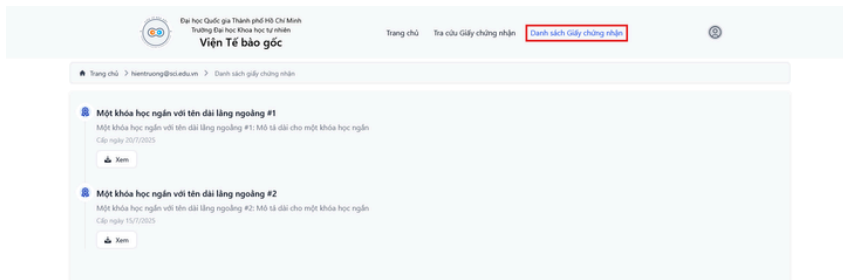 Đại học Quốc gia Thành phố Hồ Chí Minh
Trường Đại học Khoa học tự nhiên
Viện Tế bào gốc
Trang chủ Tra cứu Giấy chứng nhận Danh sách Giấy chứng nhận
Trang chủ > hientruong@sci.edu.vn > Danh sách giấy chứng nhận
Một khóa học ngắn với tên dài lằng ngoằng #1
Một khóa học ngắn với tên dài lằng ngoằng #1: Mô tả dài cho một khóa học ngắn
Cấp ngày 20/7/2025
Xem
Một khóa học ngắn với tên dài lằng ngoằng #2
Một khóa học ngắn với tên dài lằng ngoằng #2: Mô tả dài cho một khóa học ngắn
Cấp ngày 15/7/2025
Xem